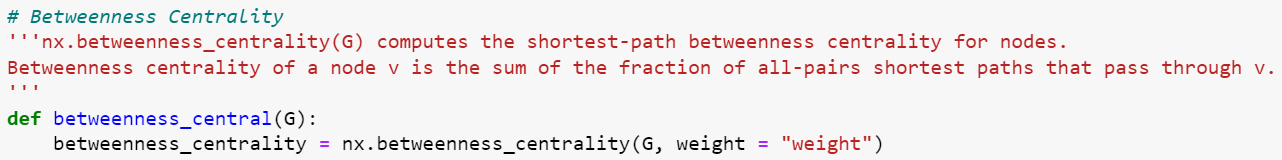 # Betweenness Centrality
'''nx.betweenness_centrality(G) computes the shortest-path betweenness centrality for nodes.
Betweenness centrality of a node v is the sum of the fraction of all-pairs shortest paths that pass through v.
'''
def betweenness_central(G):
    betweenness_centrality = nx.betweenness_centrality(G, weight = "weight")